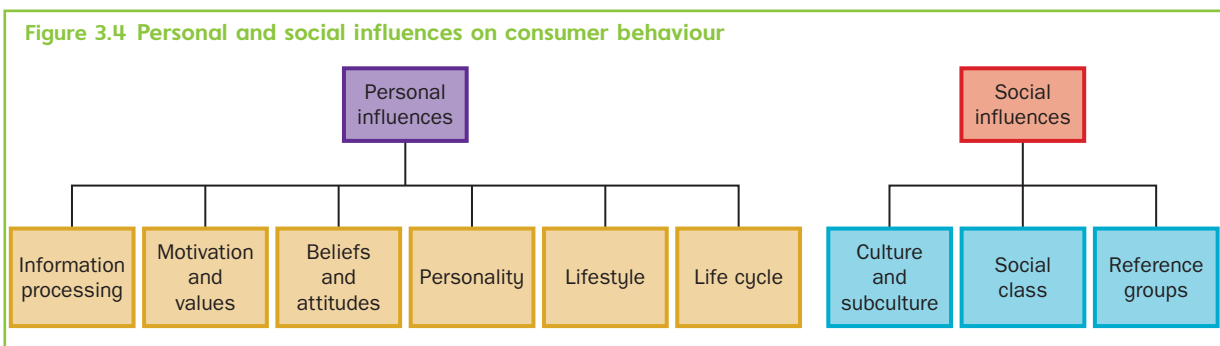 Figure 3.4 Personal and social influences on consumer behaviour
Personal
influences
Social
influences
Information
processing
Motivation
and
values
Beliefs
and
attitudes
Personality
Lifestyle
Life cycle
Culture
and
subculture
Social
class
Reference
groups